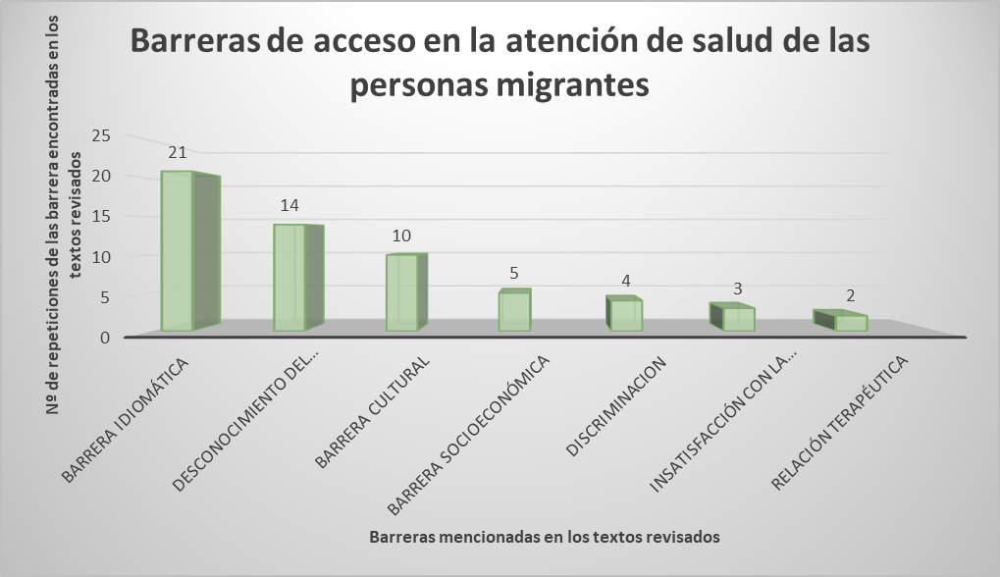 Barreras de acceso en la atención de salud de las
personas migrantes
Nº de repeticiones de las barrera encontradas en los
textos revisados
25
20
15
10
5
0
21
14
10
5
4
3
2
BARRERA IDIOMÁTICA
DESCONOCIMIENTO DEL…
BARRERA CULTURAL
BARRERA SOCIOECONÓMICA
DISCRIMINACION
INSATISFACCIÓN CON LA…
RELACIÓN TERAPÉUTICA
Barreras mencionadas en los textos revisados